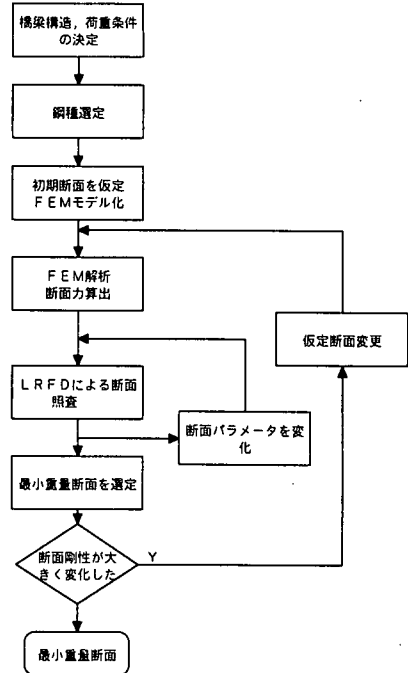 橋梁構造，荷重条件
の決定
鋼種選定
初期断面を仮定
ＦＥＭモデル化
ＦＥＭ解析
断面力算出
仮定断面変更
ＬＲＦＤによる断面
照査
断面パラメータを変
化
最小重量断面を選定
断面剛性が大
きく変化した
Ｙ
最小重量断面